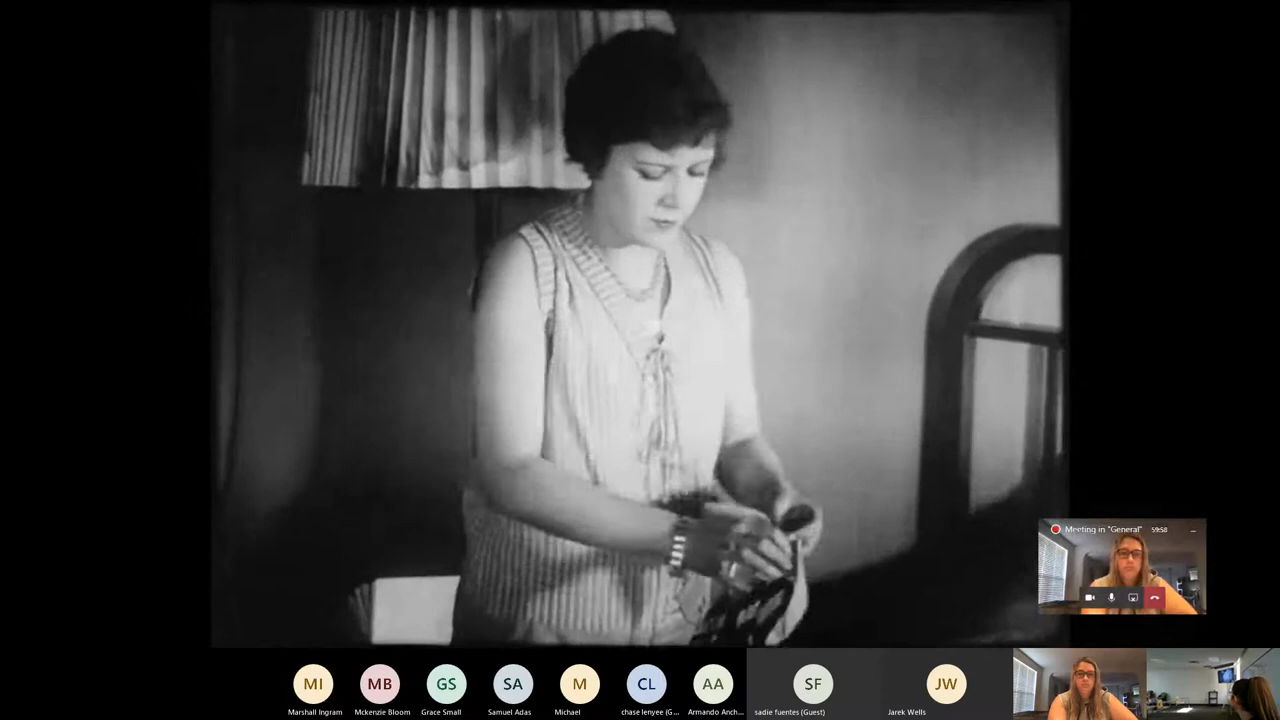 Meeting in "General" 59:58
MI MB GS SA M CL AA SF JW
Marshall Ingram Mckenzie Bloom Grace Small Samuel Adas Michael chase lenyee (G... Armando Anch... sadie fuentes (Guest) Jarek Wells